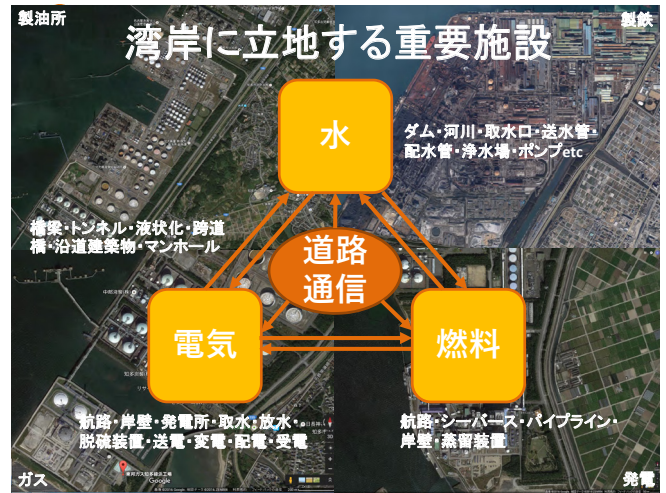 製油所
製鉄
湾岸に立地する重要施設
水
ダム・河川・取水口・送水管・
配水管・浄水場・ポンプetc
橋梁・トンネル・液状化・跨道
橋・沿道建築物・マンホール
道路
通信
電気
燃料
航路・岸壁・発電所・取水・放水・
脱硫装置・送電・変電・配電・受電
航路・シーバース・パイプライン・
岸壁・蒸留装置
ガス
発電
Google